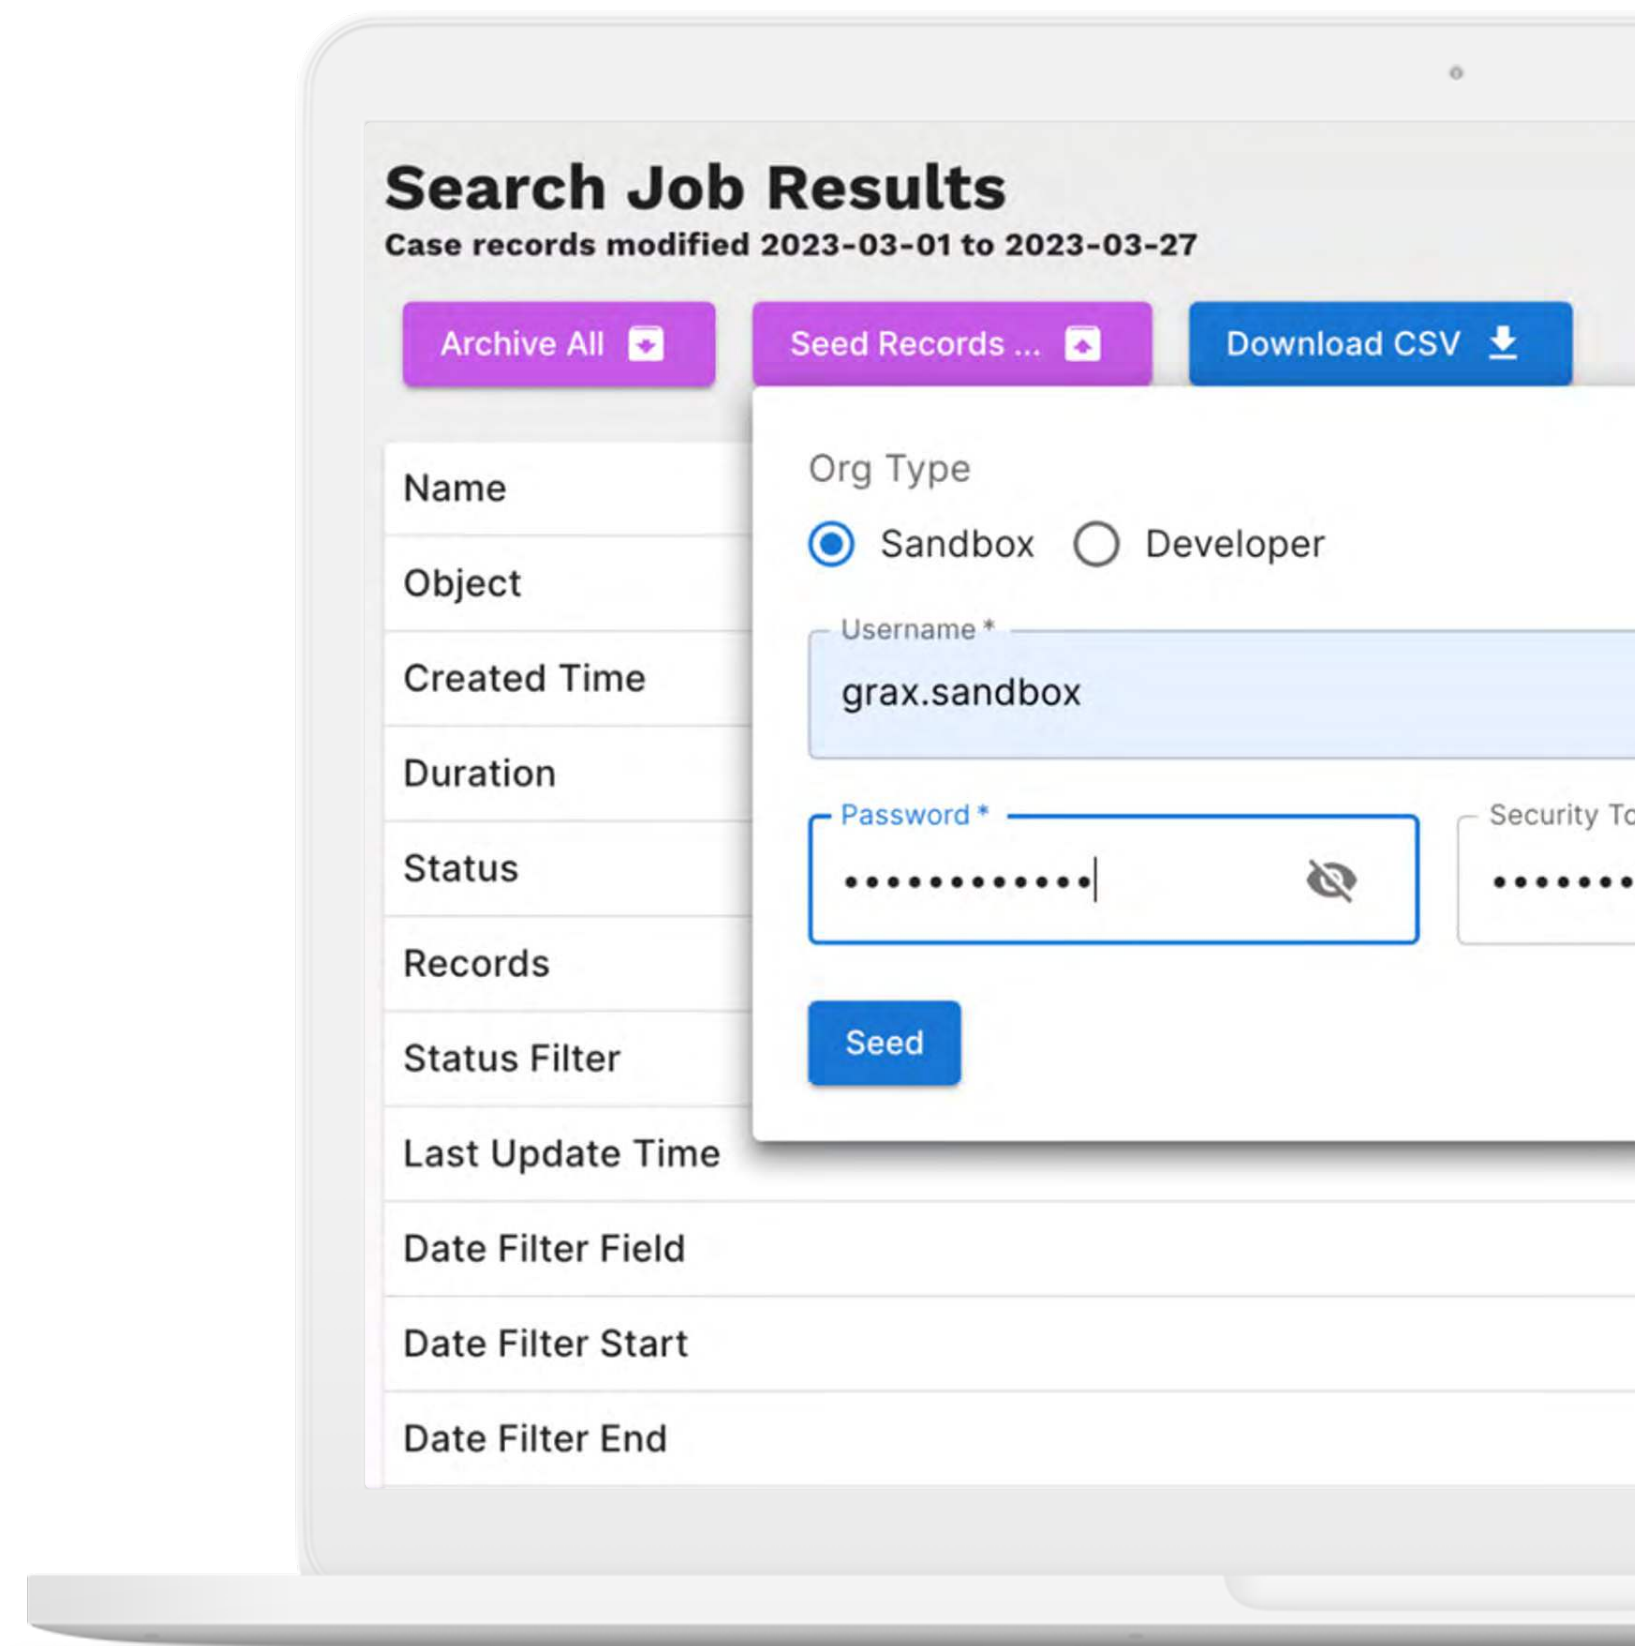 Search Job Results
Case records modified 2023-03-01 to 2023-03-27
Archive All
Seed Records ...
Download CSV
Name
Object
Created Time
Duration
Status
Records
Status Filter
Last Update Time
Date Filter Field
Date Filter Start
Date Filter End
Org Type
Sandbox
Developer
Username *
grax.sandbox
Password *
••••••••••••
Security To
•••••••
Seed